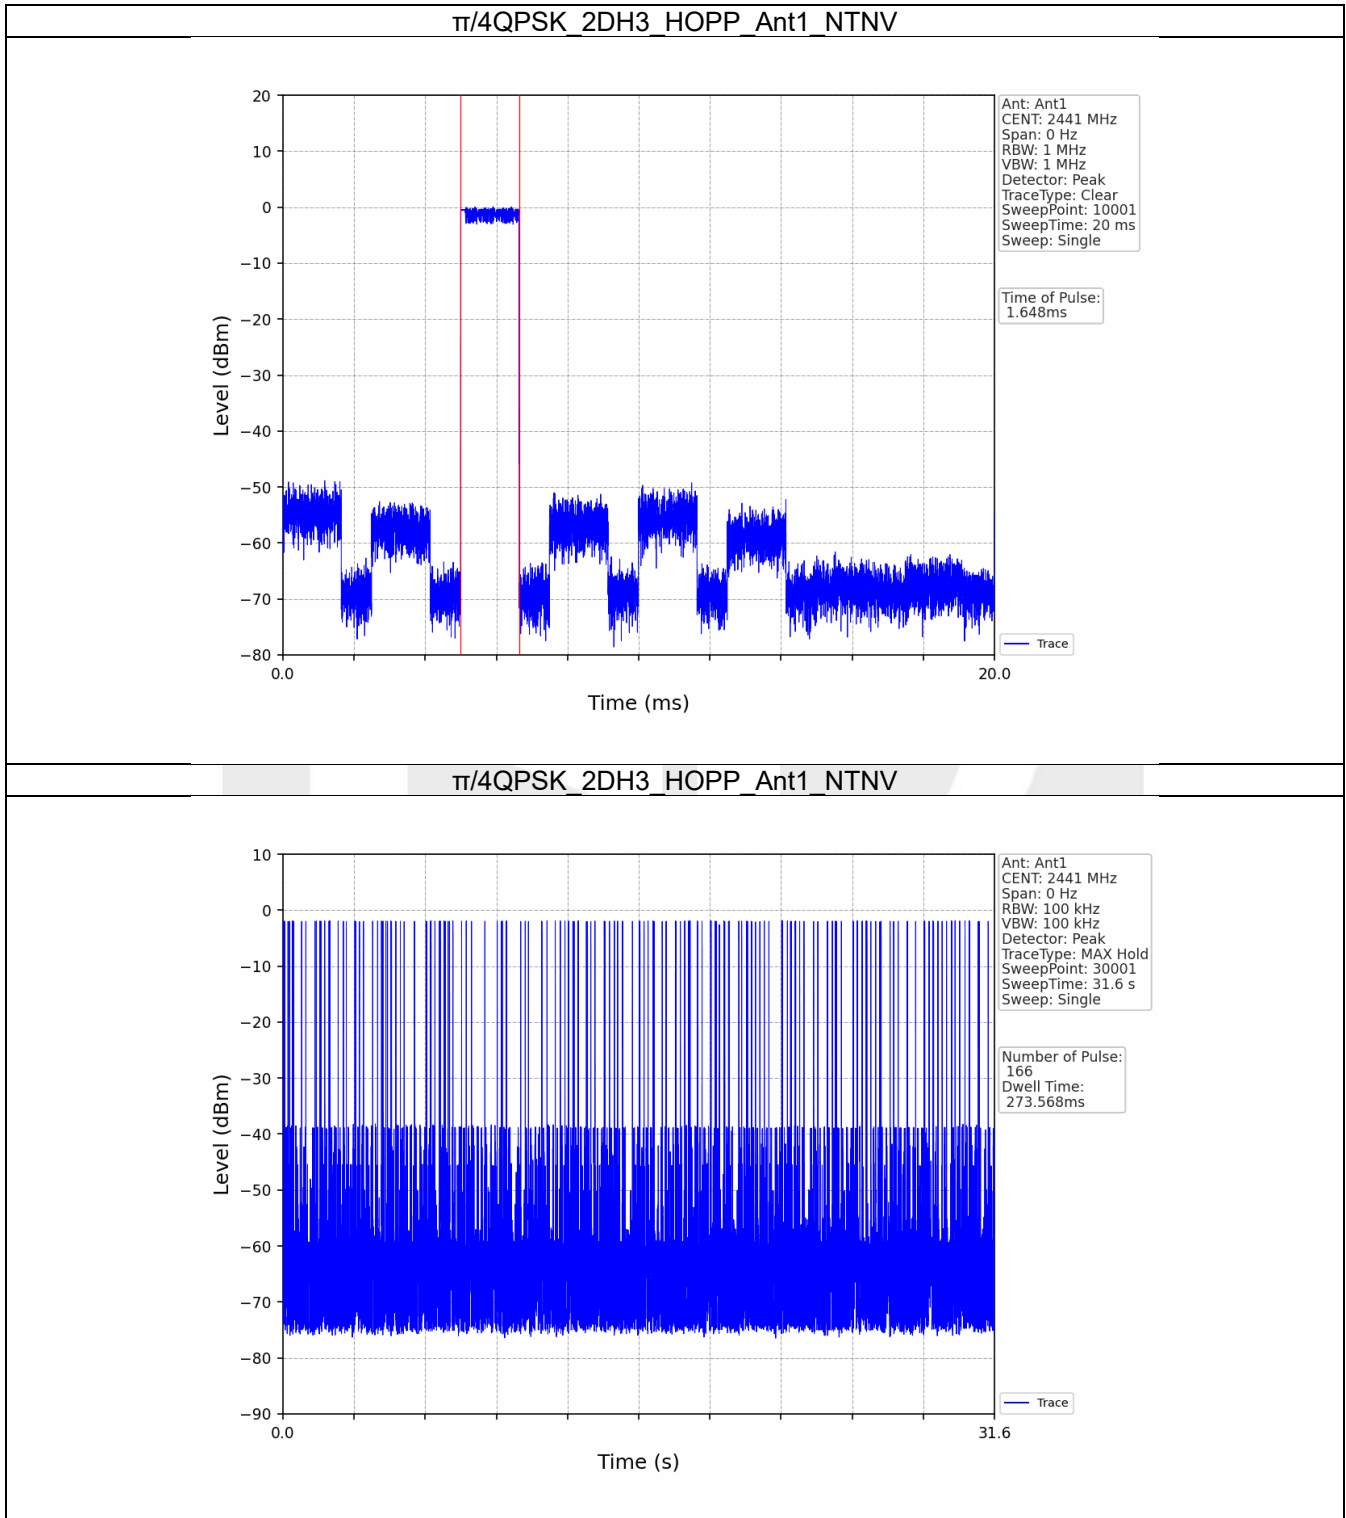 π/4QPSK_2DH3_HOPP_Ant1_NTNV
20
10
0
−10
−20
−30
−40
−50
−60
−70
−80
Level (dBm)
0.0
20.0
Time (ms)
Ant: Ant1
CENT: 2441 MHz
Span: 0 Hz
RBW: 1 MHz
VBW: 1 MHz
Detector: Peak
TraceType: Clear
SweepPoint: 10001
SweepTime: 20 ms
Sweep: Single
Time of Pulse:
1.648ms
Trace
π/4QPSK_2DH3_HOPP_Ant1_NTNV
10
0
−10
−20
−30
−40
−50
−60
−70
−80
−90
Level (dBm)
0.0
31.6
Time (s)
Ant: Ant1
CENT: 2441 MHz
Span: 0 Hz
RBW: 100 kHz
VBW: 100 kHz
Detector: Peak
TraceType: MAX Hold
SweepPoint: 30001
SweepTime: 31.6 s
Sweep: Single
Number of Pulse:
166
Dwell Time:
273.568ms
Trace